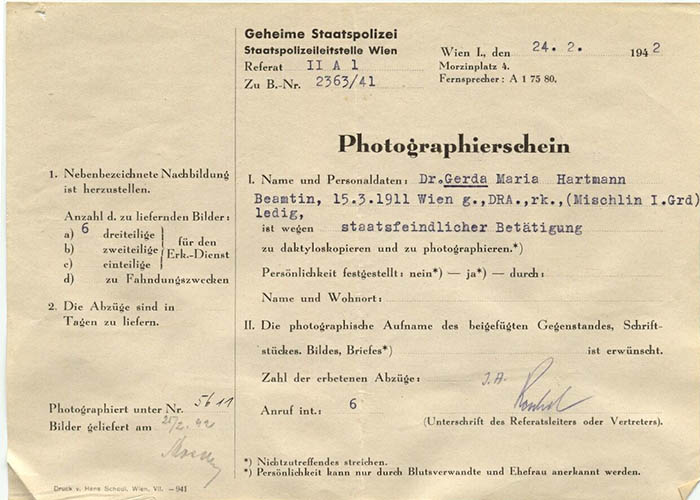 Geheime Staatspolizei
Staatspolizeileitstelle Wien
Referat II A 1
Zu B.-Nr. 2363/41
Wien I., den 24. 2. 1942
Morzinplatz 4.
Fernsprecher: A 1 75 80.
Photographierschein
1. Nebenbezeichnete Nachbildung
ist herzustellen.
Anzahl d. zu liefernden Bilder:
a) 6 dreiteilige
b) zweiteilige
c) einteilige
für den
Erk.-Dienst
d) zu Fahndungszwecken
2. Die Abzüge sind in
Tagen zu liefern.
Photographiert unter Nr. 5611
Bilder geliefert am
I. Name und Personaldaten: Dr.Gerda Maria Hartmann
Beamtin, 15.3.1911 Wien g.,DRA.,rk.,(Mischlin I.Grd)
ledig,
ist wegen staatsfeindlicher Betätigung
zu daktyloskopieren und zu photographieren.*)
Persönlichkeit festgestellt: nein*) — ja*) — durch:
Name und Wohnort:
II. Die photographische Aufname des beigefügten Gegenstandes, Schrift-
stückes. Bildes, Briefes*) ist erwünscht.
Zahl der erbetenen Abzüge:
J.A.
Anruf int.: 6
(Unterschrift des Referatsleiters oder Vertreters).
*) Nichtzutreffendes streichen.
*) Persönlichkeit kann nur durch Blutsverwandte und Ehefrau anerkannt werden.
Druck v. Hans School, Wien, VII. —941